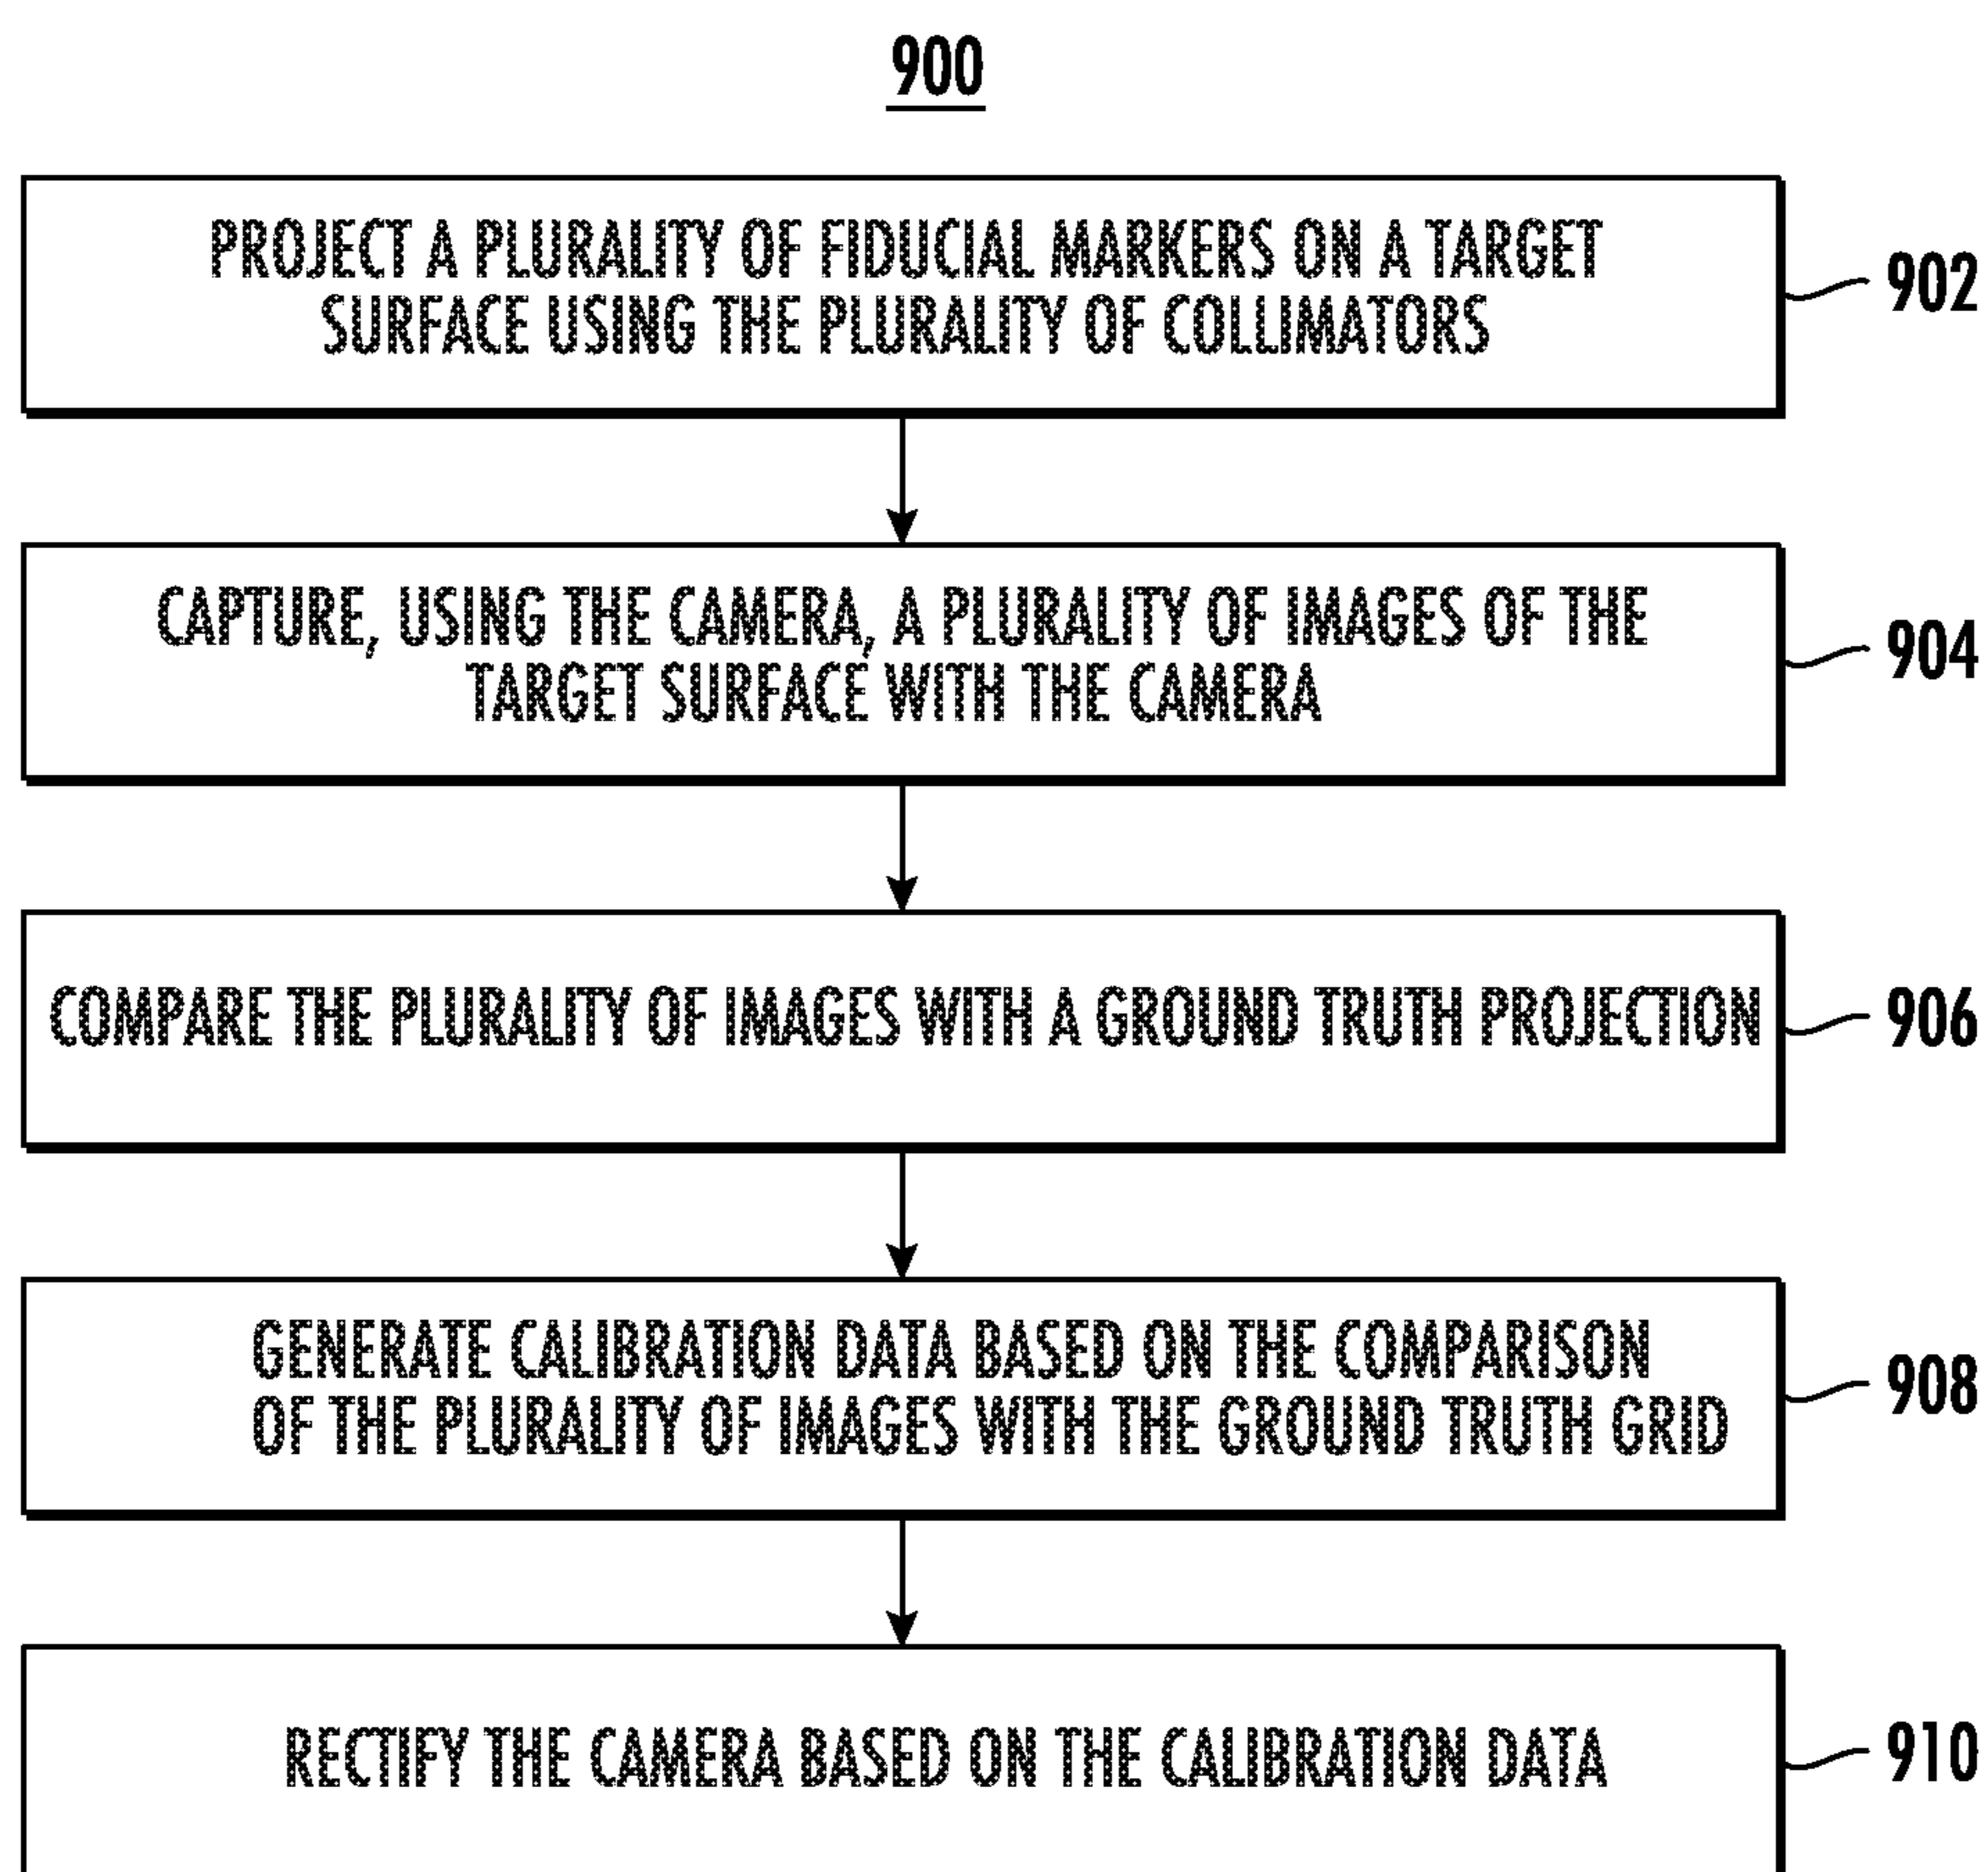 900
PROJECT A PLURALITY OF FIDUCIAL MARKERS ON A TARGET
SURFACE USING THE PLURALITY OF COLLIMATORS
902
CAPTURE, USING THE CAMERA, A PLURALITY OF IMAGES OF THE
TARGET SURFACE WITH THE CAMERA
904
COMPARE THE PLURALITY OF IMAGES WITH A GROUND TRUTH PROJECTION
906
GENERATE CALIBRATION DATA BASED ON THE COMPARISON
OF THE PLURALITY OF IMAGES WITH THE GROUND TRUTH GRID
908
RECTIFY THE CAMERA BASED ON THE CALIBRATION DATA
910